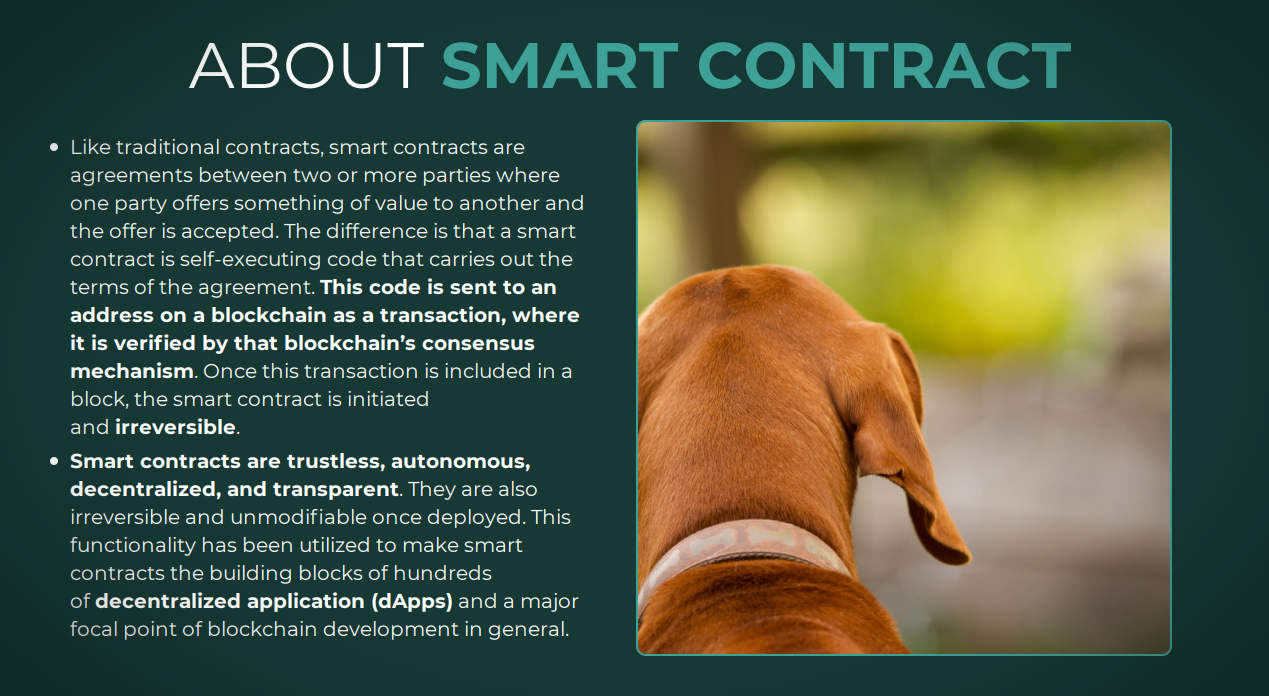 ABOUT SMART CONTRACT
• Like traditional contracts, smart contracts are
agreements between two or more parties where
one party offers something of value to another and
the offer is accepted. The difference is that a smart
contract is self-executing code that carries out the
terms of the agreement. This code is sent to an
address on a blockchain as a transaction, where
it is verified by that blockchain’s consensus
mechanism. Once this transaction is included in a
block, the smart contract is initiated
and irreversible.
• Smart contracts are trustless, autonomous,
decentralized, and transparent. They are also
irreversible and unmodifiable once deployed. This
functionality has been utilized to make smart
contracts the building blocks of hundreds
of decentralized application (dApps) and a major
focal point of blockchain development in general.